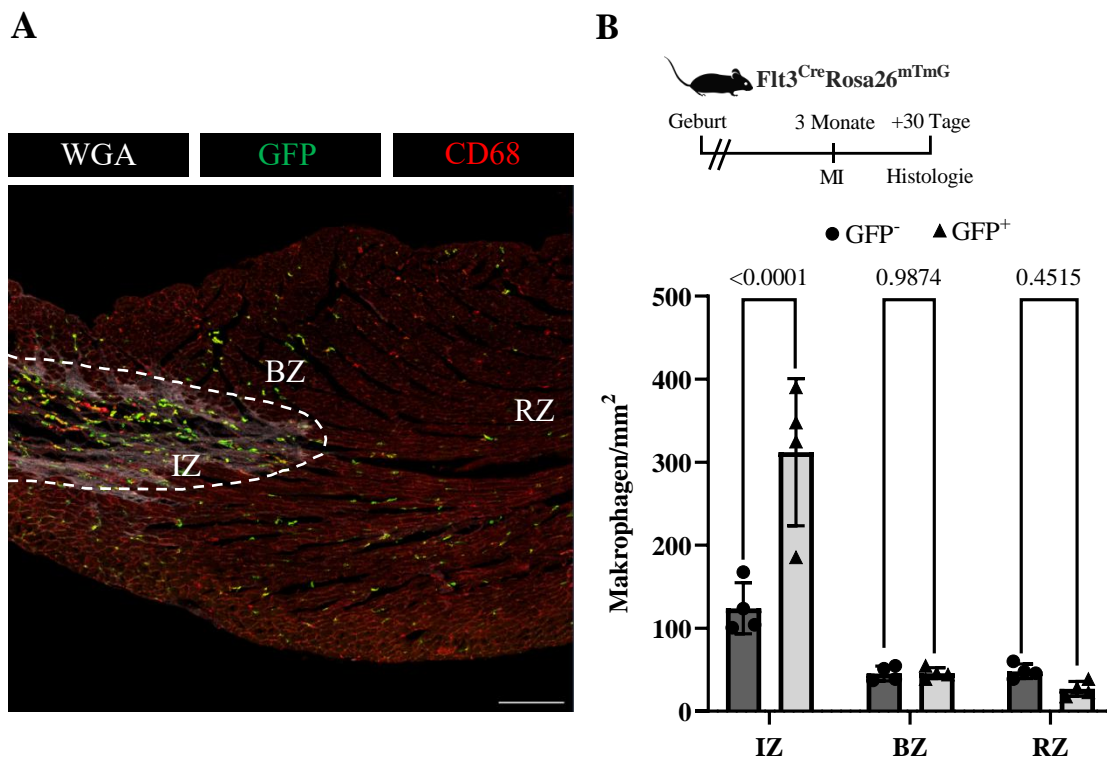 A
B
WGA
GFP
CD68
BZ
RZ
IZ
Flt3CreRosa26mTmG
Geburt
3 Monate
+30 Tage
MI
Histologie
GFP-
GFP+
<0.0001
0.9874
0.4515
Makrophagen/mm2
500
400
300
200
100
0
IZ
BZ
RZ